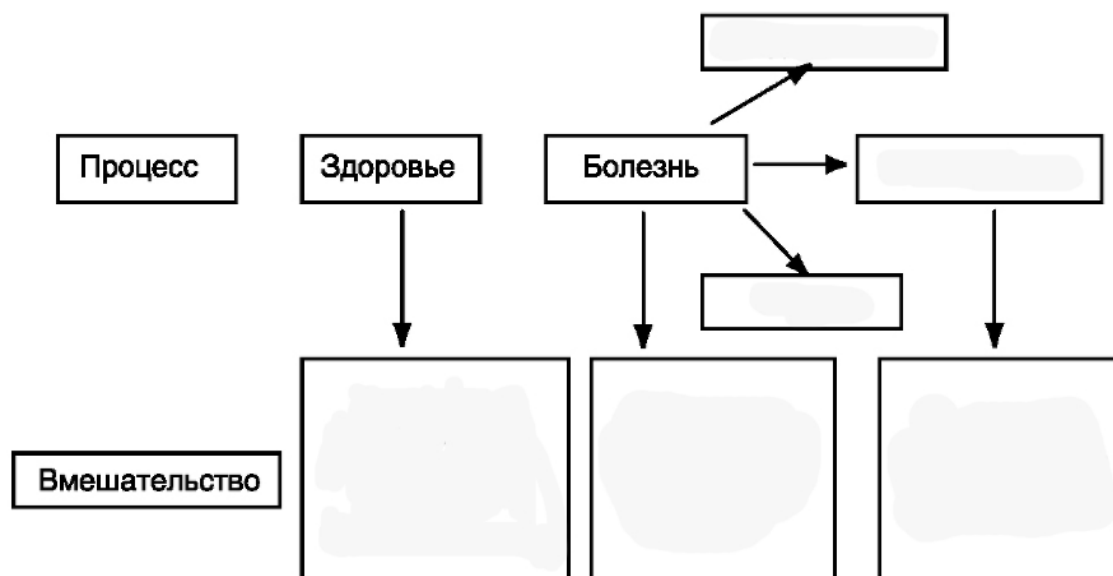 Процесс
Здоровье
Болезнь
Вмешательство